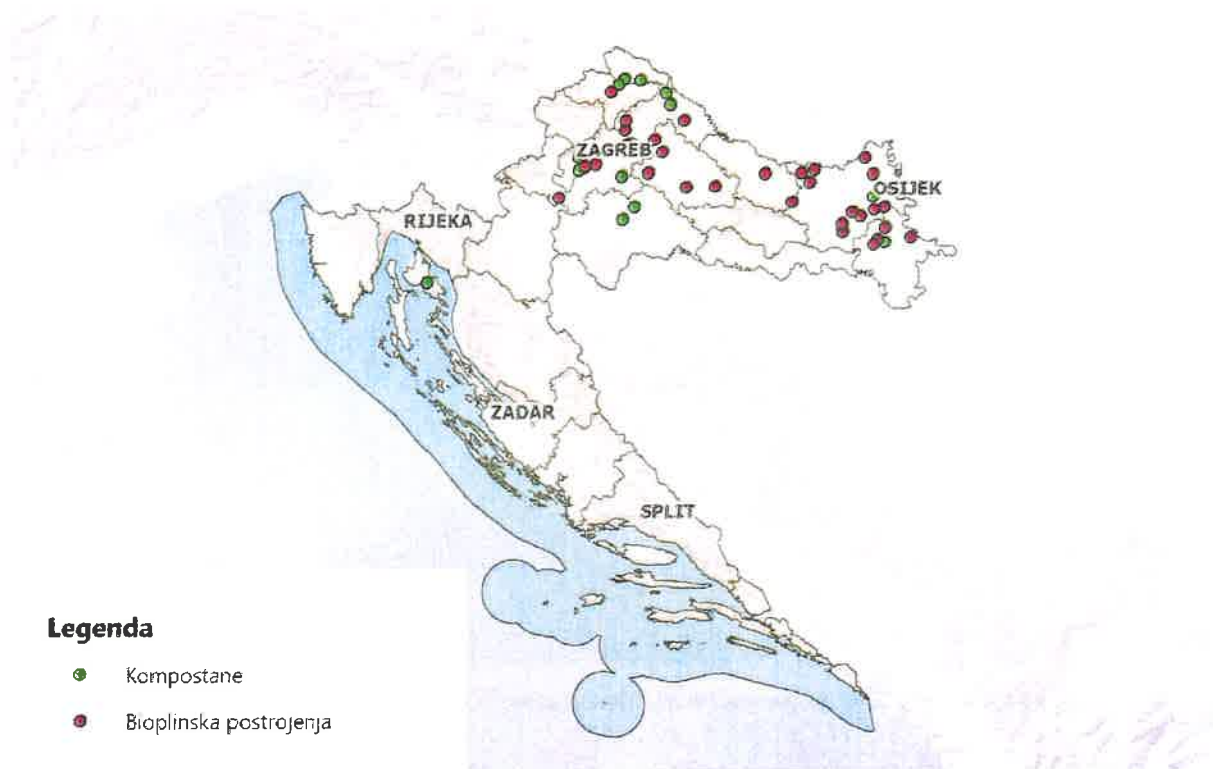 ZAGREB
OSIJEK
RIJEKA
ZADAR
SPLIT
Legenda
Kompostane
Bioplinska postrojenja